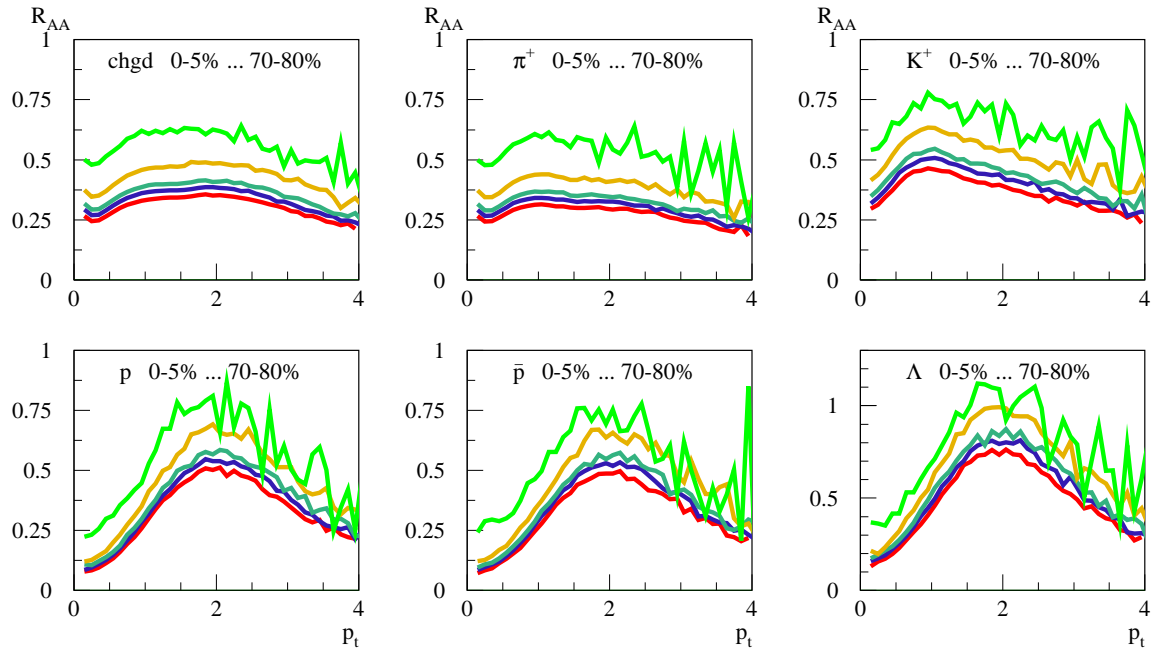 R_AA R_AA R_AA
1 1 1
chgd 0-5% ... 70-80% π⁺ 0-5% ... 70-80% K⁺ 0-5% ... 70-80%
0.75 0.75 0.75
0.5 0.5 0.5
0.25 0.25 0.25
0 0 0
0 2 4 0 2 4 0 2 4
1 1
p 0-5% ... 70-80% p̄ 0-5% ... 70-80% Λ 0-5% ... 70-80%
0.75 0.75
1
0.5 0.5
0.5
0.25 0.25
0 0 0
0 2 4 0 2 4 0 2 4
p_t p_t p_t